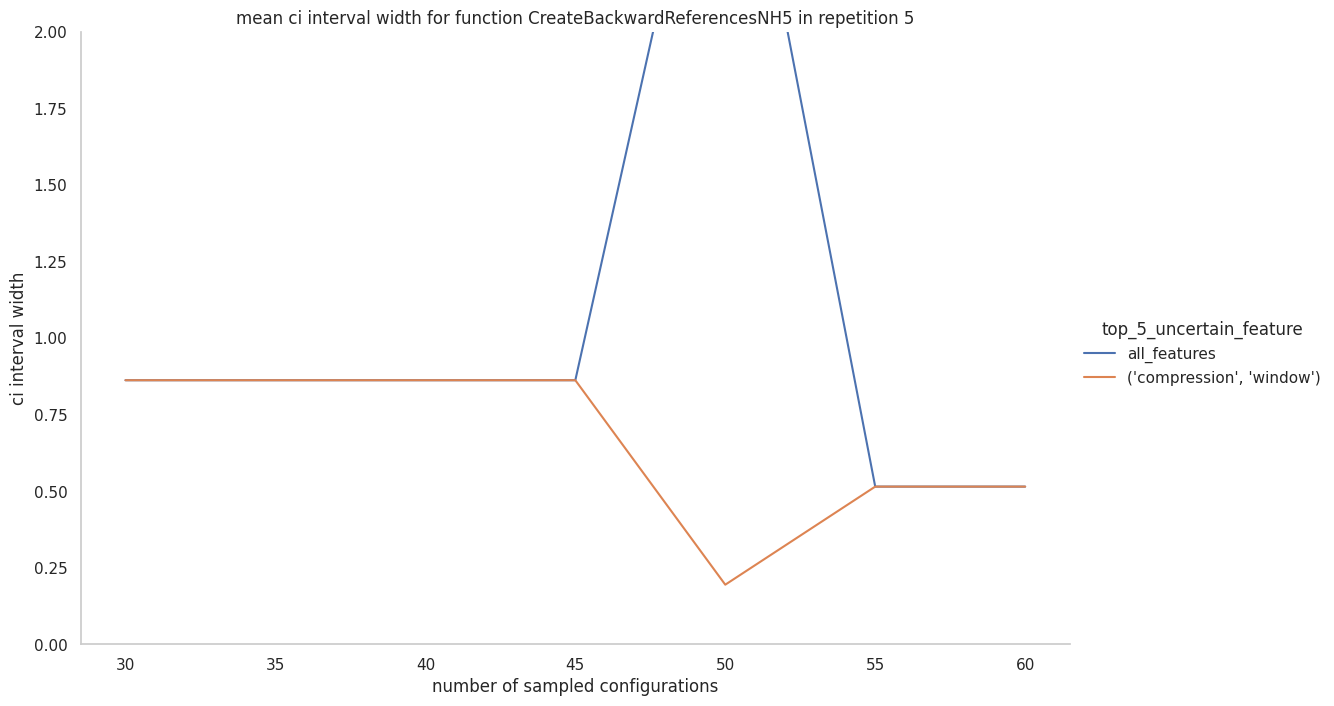 mean ci interval width for function CreateBackwardReferencesNH5 in repetition 5
2.00
1.75
1.50
1.25
1.00
0.75
0.50
0.25
0.00
ci interval width
30 35 40 45 50 55 60
number of sampled configurations
top_5_uncertain_feature
all_features
('compression', 'window')